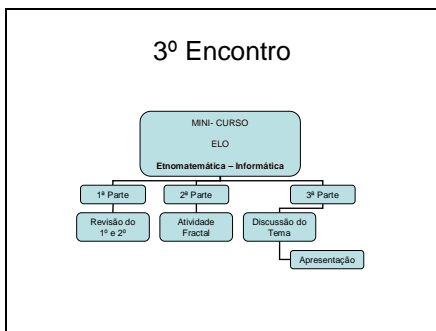 3º Encontro
MINI- CURSO
ELO
Etnomatemática – Informática
1ª Parte
2ª Parte
3ª Parte
Revisão do
1º e 2º
Atividade
Fractal
Discussão do
Tema
Apresentação